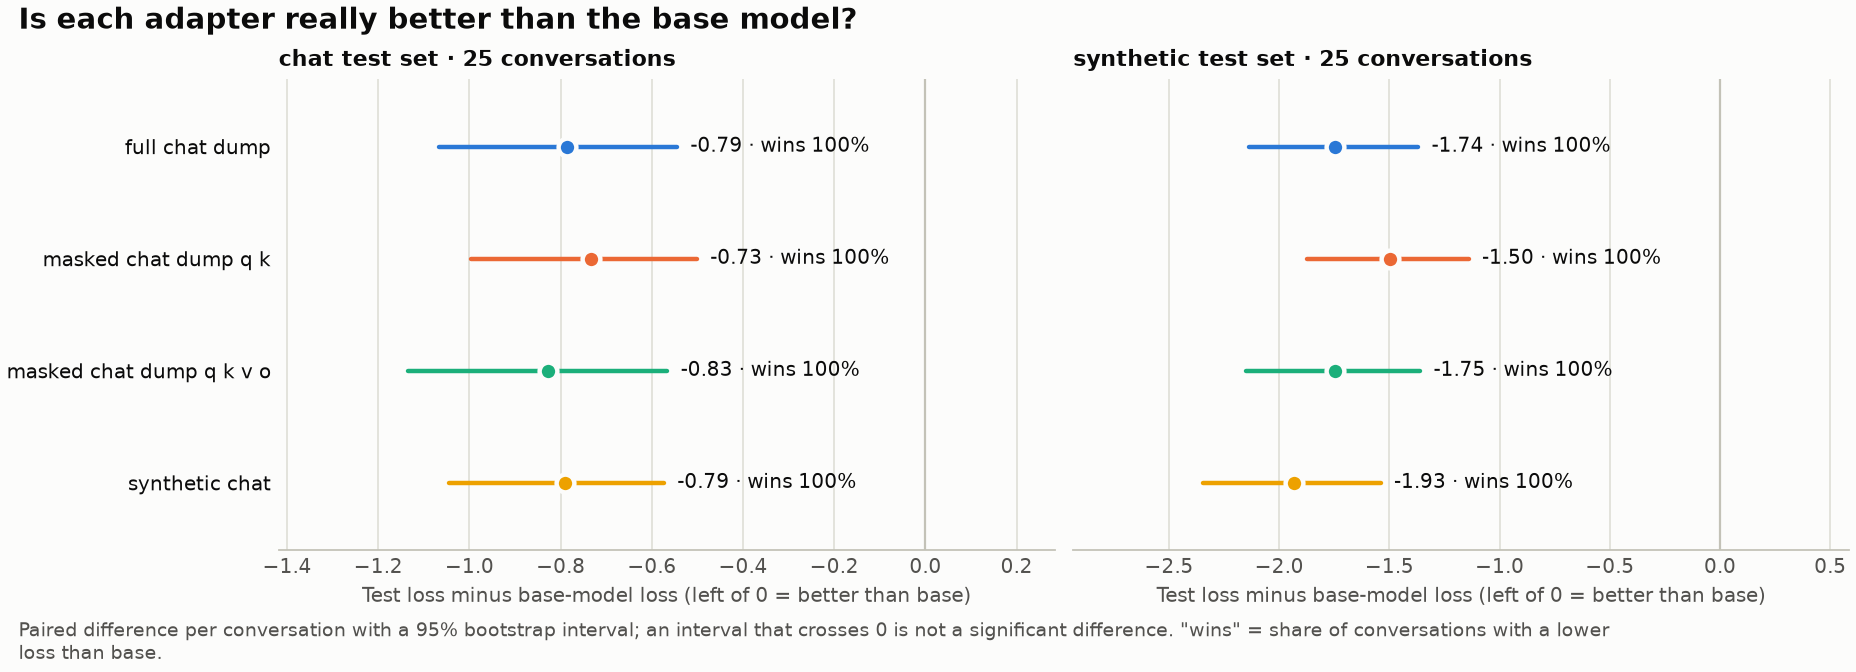 Is each adapter really better than the base model?
chat test set · 25 conversations
synthetic test set · 25 conversations
full chat dump
-0.79 · wins 100%
-1.74 · wins 100%
masked chat dump q k
-0.73 · wins 100%
-1.50 · wins 100%
masked chat dump q k v o
-0.83 · wins 100%
-1.75 · wins 100%
synthetic chat
-0.79 · wins 100%
-1.93 · wins 100%
−1.4 −1.2 −1.0 −0.8 −0.6 −0.4 −0.2 0.0 0.2
−2.5 −2.0 −1.5 −1.0 −0.5 0.0 0.5
Test loss minus base-model loss (left of 0 = better than base)
Test loss minus base-model loss (left of 0 = better than base)
Paired difference per conversation with a 95% bootstrap interval; an interval that crosses 0 is not a significant difference. "wins" = share of conversations with a lower
loss than base.